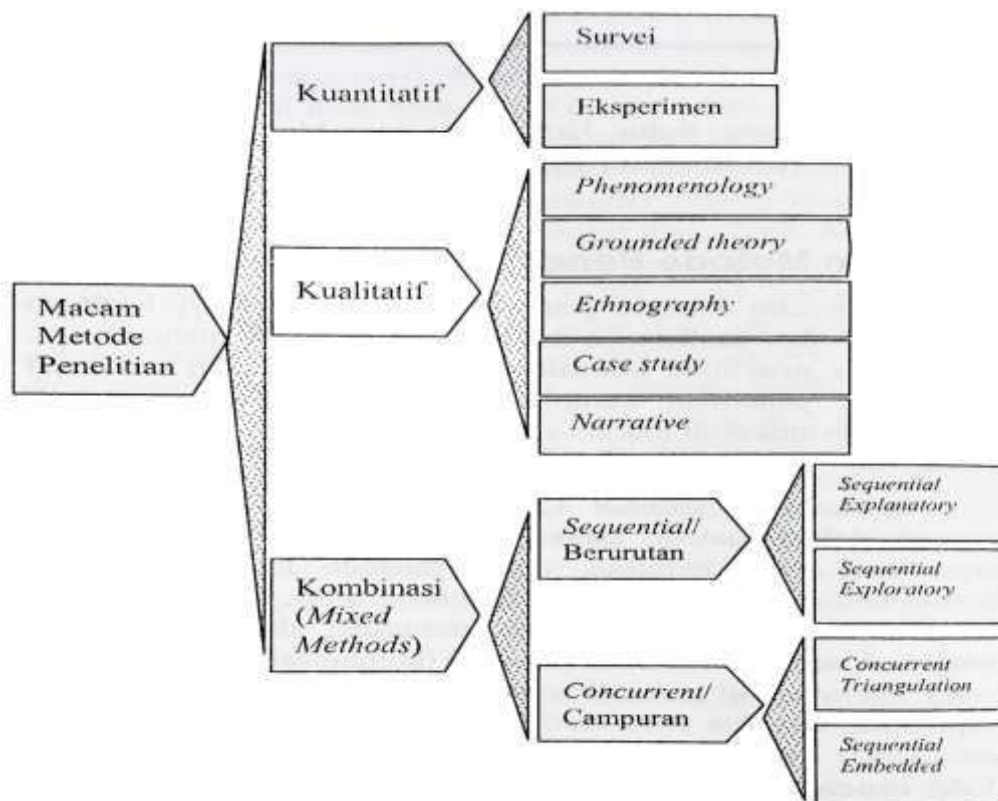 Macam
Metode
Penelitian
Kuantitatif
Survei
Eksperimen
Kualitatif
Phenomenology
Grounded theory
Ethnography
Case study
Narrative
Kombinasi
(Mixed
Methods)
Sequential/
Berurutan
Sequential
Explanatory
Sequential
Exploratory
Concurrent/
Campuran
Concurrent
Triangulation
Sequential
Embedded